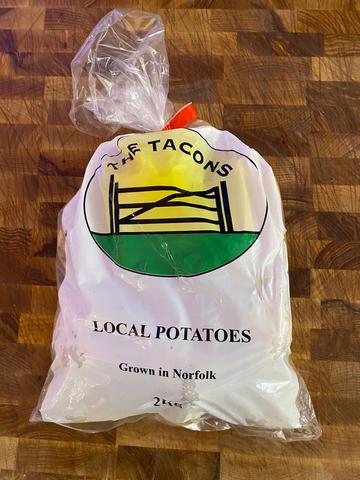 THE TACONS
LOCAL POTATOES
Grown in Norfolk
2Kg